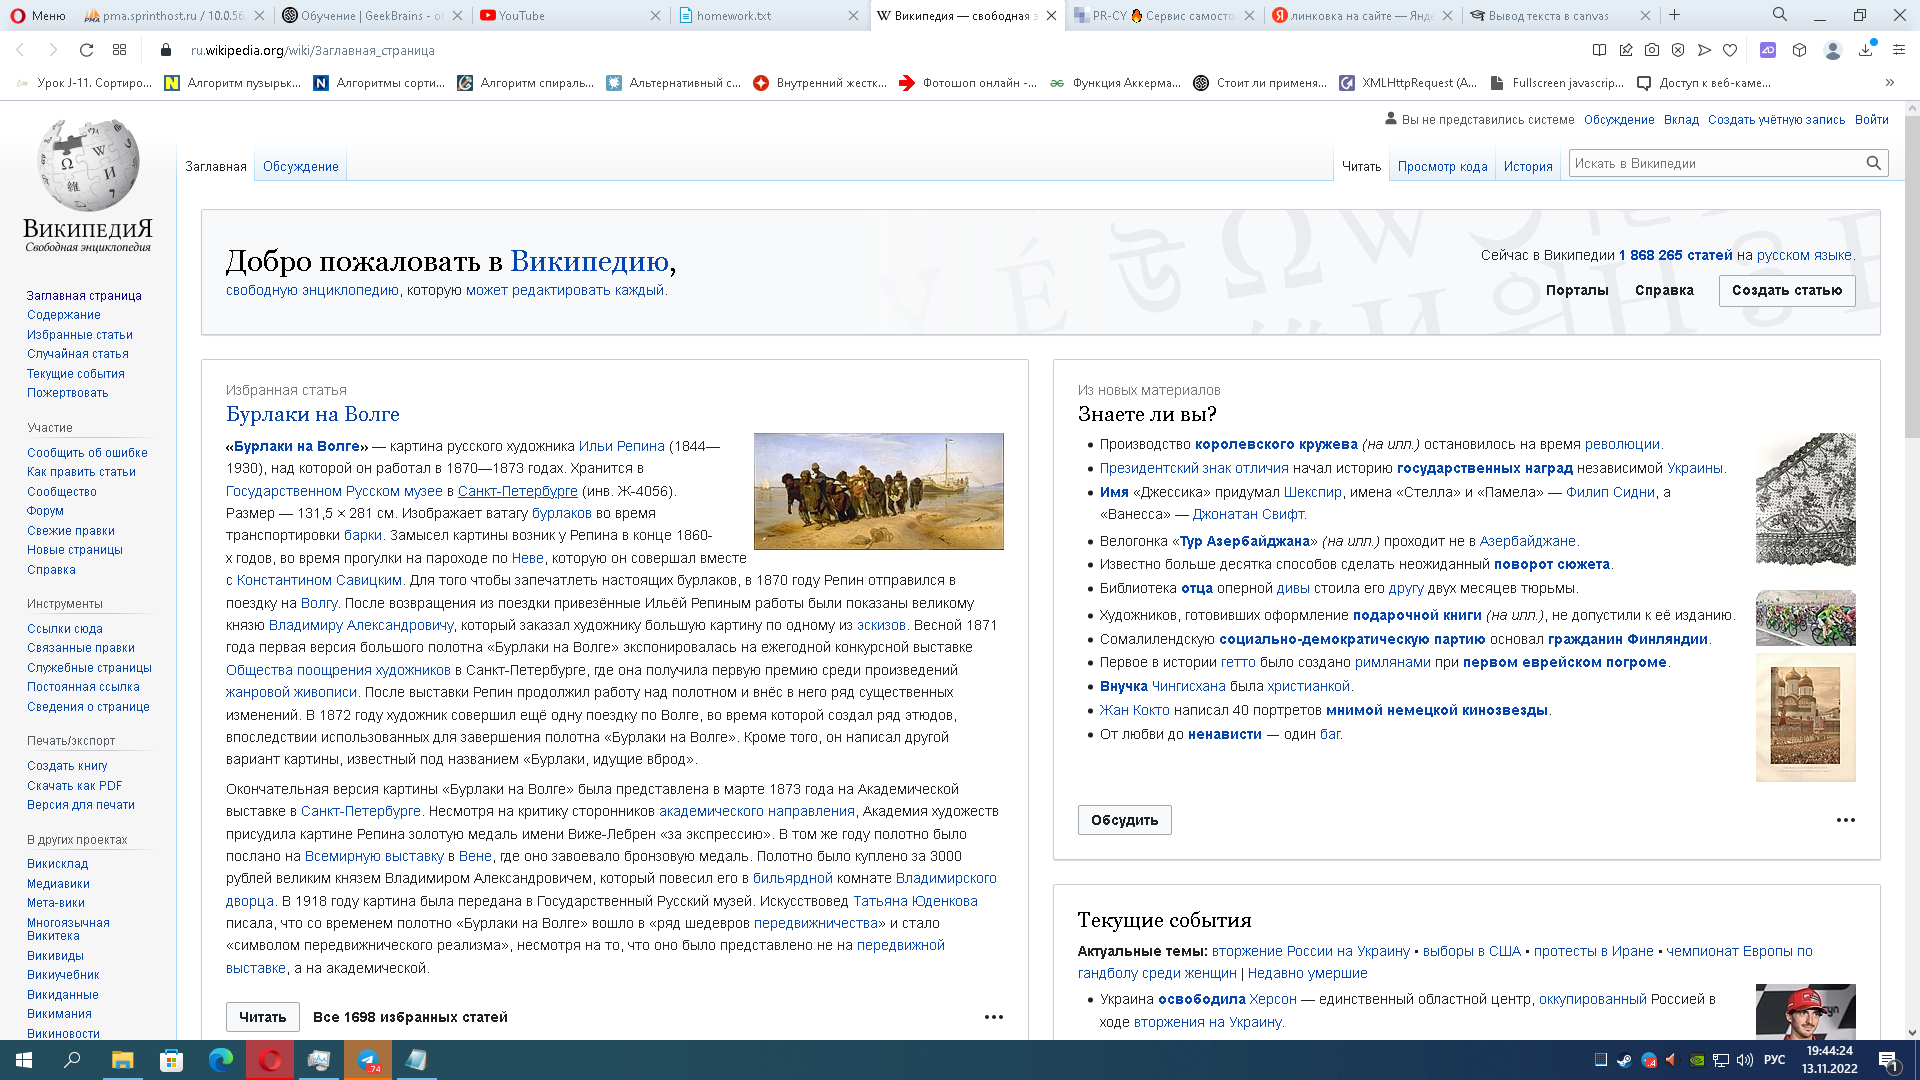 Меню
pma.sprinthost.ru / 10.0.56.
Обучение | GeekBrains - о
YouTube
homework.txt
Википедия — свободная э
PR-CY 🔥 Сервис самосто
линковка на сайте — Янде
Вывод текста в canvas
ru.wikipedia.org/wiki/Заглавная_страница
Урок J-11. Сортиро...
Алгоритм пузырьк...
Алгоритмы сорти...
Алгоритм спираль...
Альтернативный с...
Внутренний жестк...
Фотошоп онлайн -...
Функция Аккерма...
Стоит ли применя...
XMLHttpRequest (A...
Fullscreen javascrip...
Доступ к веб-каме...
Вы не представились системе Обсуждение Вклад Создать учётную запись Войти
Заглавная Обсуждение Читать Просмотр кода История Искать в Википедии
ВикипедиЯ
Свободная энциклопедия
Заглавная страница
Содержание
Избранные статьи
Случайная статья
Текущие события
Пожертвовать
Участие
Сообщить об ошибке
Как править статьи
Сообщество
Форум
Свежие правки
Новые страницы
Справка
Инструменты
Ссылки сюда
Связанные правки
Служебные страницы
Постоянная ссылка
Сведения о странице
Печать/экспорт
Создать книгу
Скачать как PDF
Версия для печати
В других проектах
Викисклад
Медиавики
Мета-вики
Многоязычная
Викитека
Викивиды
Викиучебник
Викиданные
Викимания
Викиновости
Добро пожаловать в Википедию,
свободную энциклопедию, которую может редактировать каждый.
Сейчас в Википедии 1 868 265 статей на русском языке.
Порталы Справка Создать статью
Избранная статья
Бурлаки на Волге
«Бурлаки на Волге» — картина русского художника Ильи Репина (1844—
1930), над которой он работал в 1870—1873 годах. Хранится в
Государственном Русском музее в Санкт-Петербурге (инв. Ж-4056).
Размер — 131,5 × 281 см. Изображает ватагу бурлаков во время
транспортировки барки. Замысел картины возник у Репина в конце 1860-
х годов, во время прогулки на пароходе по Неве, которую он совершал вместе
с Константином Савицким. Для того чтобы запечатлеть настоящих бурлаков, в 1870 году Репин отправился в
поездку на Волгу. После возвращения из поездки привезённые Ильёй Репиным работы были показаны великому
князю Владимиру Александровичу, который заказал художнику большую картину по одному из эскизов. Весной 1871
года первая версия большого полотна «Бурлаки на Волге» экспонировалась на ежегодной конкурсной выставке
Общества поощрения художников в Санкт-Петербурге, где она получила первую премию среди произведений
жанровой живописи. После выставки Репин продолжил работу над полотном и внёс в него ряд существенных
изменений. В 1872 году художник совершил ещё одну поездку по Волге, во время которой создал ряд этюдов,
впоследствии использованных для завершения полотна «Бурлаки на Волге». Кроме того, он написал другой
вариант картины, известный под названием «Бурлаки, идущие вброд».
Окончательная версия картины «Бурлаки на Волге» была представлена в марте 1873 года на Академической
выставке в Санкт-Петербурге. Несмотря на критику сторонников академического направления, Академия художеств
присудила картине Репина золотую медаль имени Виже-Лебрен «за экспрессию». В том же году полотно было
послано на Всемирную выставку в Вене, где оно завоевало бронзовую медаль. Полотно было куплено за 3000
рублей великим князем Владимиром Александровичем, который повесил его в бильярдной комнате Владимирского
дворца. В 1918 году картина была передана в Государственный Русский музей. Искусствовед Татьяна Юденкова
писала, что со временем полотно «Бурлаки на Волге» вошло в «ряд шедевров передвижничества» и стало
«символом передвижнического реализма», несмотря на то, что оно было представлено не на передвижной
выставке, а на академической.
Читать Все 1698 избранных статей
Из новых материалов
Знаете ли вы?
Производство королевского кружева (на илл.) остановилось на время революции.
Президентский знак отличия начал историю государственных наград независимой Украины.
Имя «Джессика» придумал Шекспир, имена «Стелла» и «Памела» — Филип Сидни, а
«Ванесса» — Джонатан Свифт.
Велогонка «Тур Азербайджана» (на илл.) проходит не в Азербайджане.
Известно больше десятка способов сделать неожиданный поворот сюжета.
Библиотека отца оперной дивы стоила его другу двух месяцев тюрьмы.
Художников, готовивших оформление подарочной книги (на илл.), не допустили к её изданию.
Сомалилендскую социально-демократическую партию основал гражданин Финляндии.
Первое в истории гетто было создано римлянами при первом еврейском погроме.
Внучка Чингисхана была христианкой.
Жан Кокто написал 40 портретов мнимой немецкой кинозвезды.
От любви до ненависти — один баг.
Обсудить
Текущие события
Актуальные темы: вторжение России на Украину • выборы в США • протесты в Иране • чемпионат Европы по
гандболу среди женщин | Недавно умершие
Украина освободила Херсон — единственный областной центр, оккупированный Россией в
ходе вторжения на Украину.
РУС
19:44:24
13.11.2022